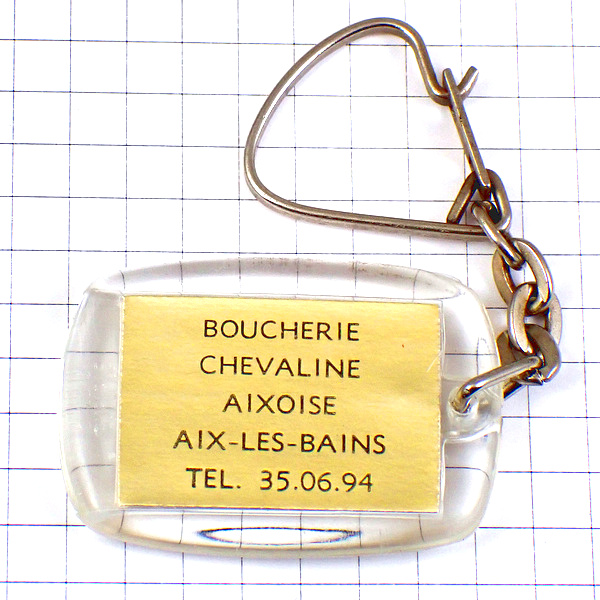 BOUCHERIE
CHEVALINE
AIXOISE
AIX-LES-BAINS
TEL. 35.06.94